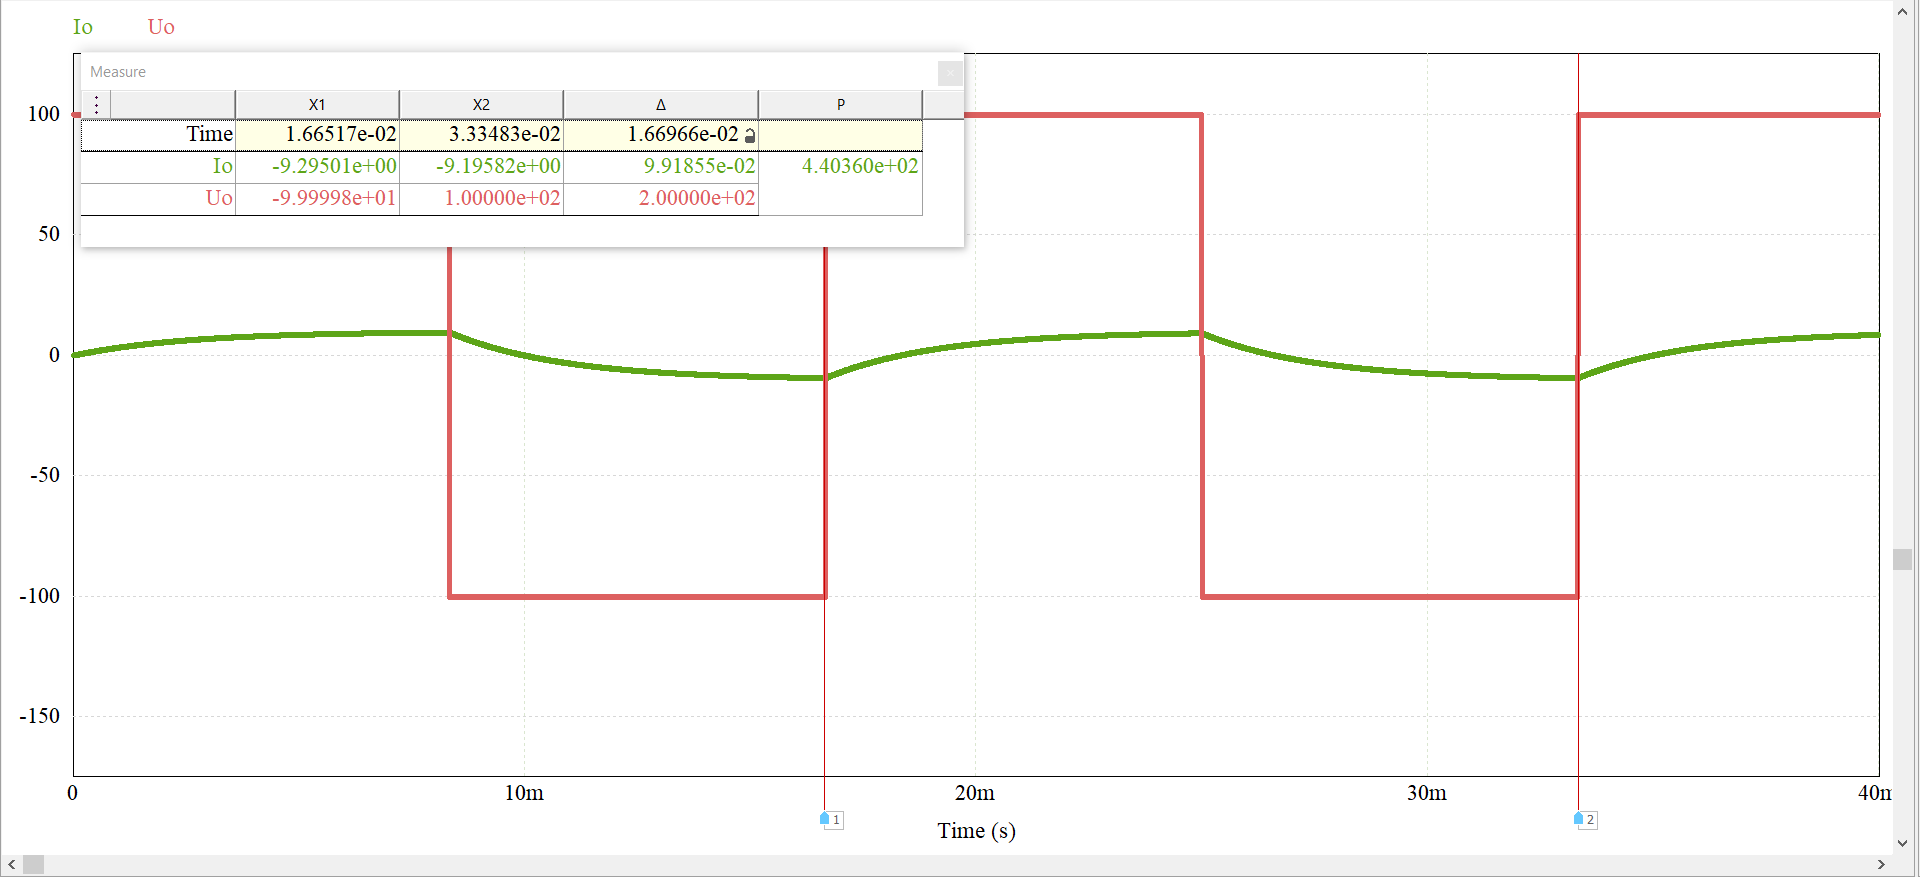 Io Uo
Measure
X1 X2 Δ P
Time 1.66517e-02 3.33483e-02 1.66966e-02
Io -9.29501e+00 -9.19582e+00 9.91855e-02 4.40360e+02
Uo -9.99998e+01 1.00000e+02 2.00000e+02
100
50
0
-50
-100
-150
0 10m 20m 30m 40m
1 2
Time (s)